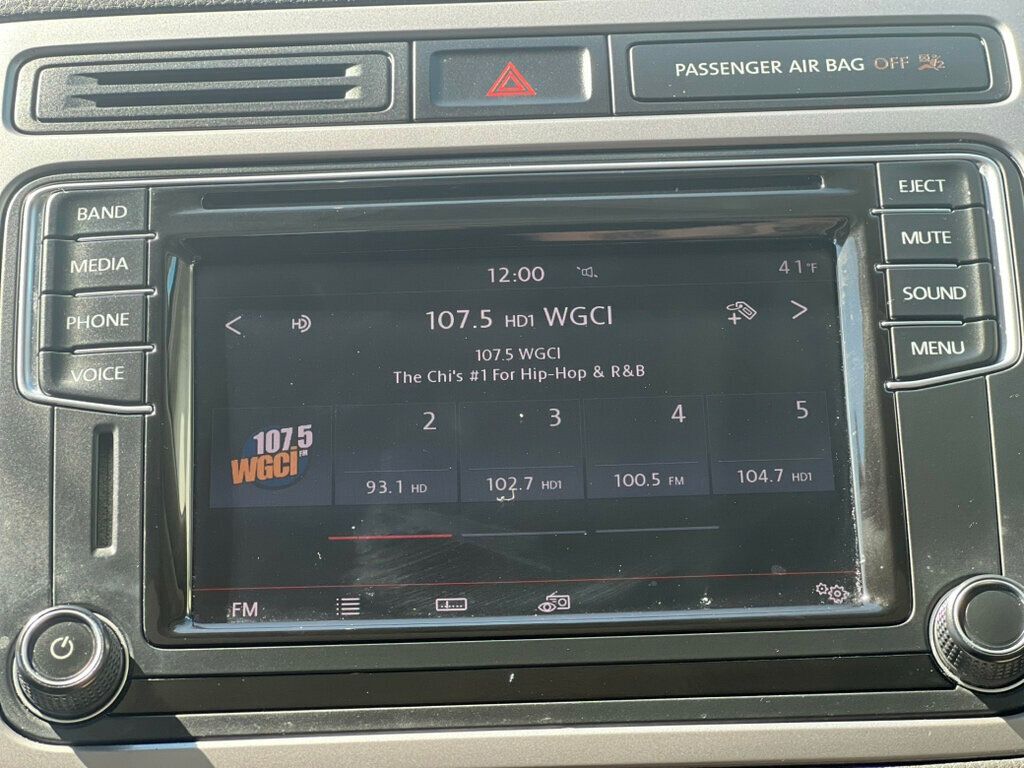 PASSENGER AIR BAG OFF
BAND
MEDIA
PHONE
VOICE
EJECT
MUTE
SOUND
MENU
12:00
41°F
HD
107.5 HD1 WGCI
107.5 WGCI
The Chi's #1 For Hip-Hop & R&B
107.5 FM
WGCI
2
93.1 HD
3
102.7 HD1
4
100.5 FM
5
104.7 HD1
FM